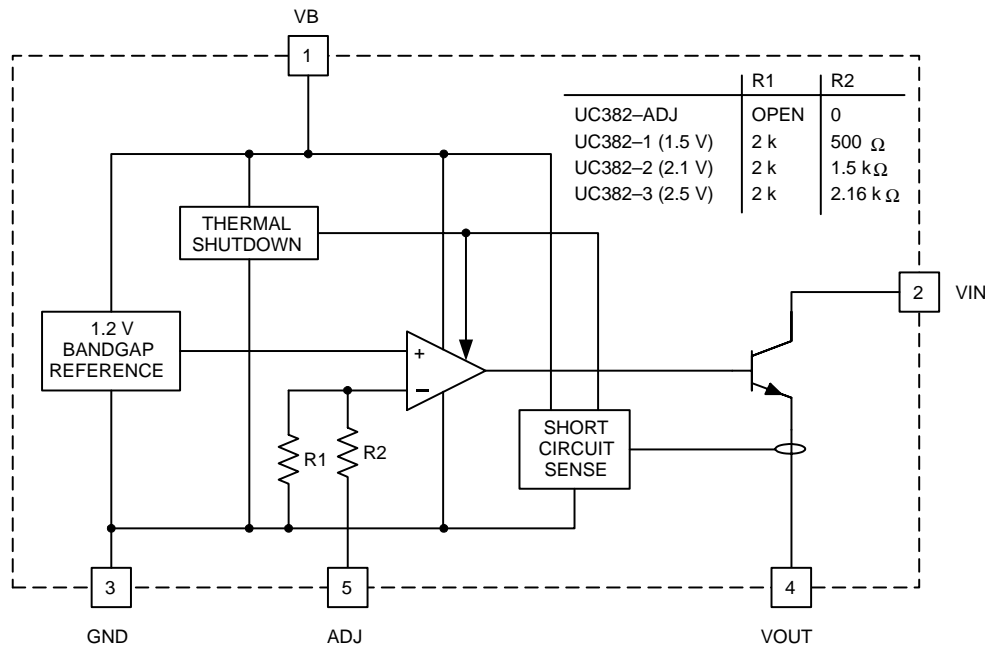 VB
1
R1 R2
UC382–ADJ OPEN 0
UC382–1 (1.5 V) 2 k 500 Ω
UC382–2 (2.1 V) 2 k 1.5 kΩ
UC382–3 (2.5 V) 2 k 2.16 k Ω
THERMAL
SHUTDOWN
2 VIN
1.2 V
BANDGAP
REFERENCE
+
–
R1 R2
SHORT
CIRCUIT
SENSE
3 5 4
GND ADJ VOUT